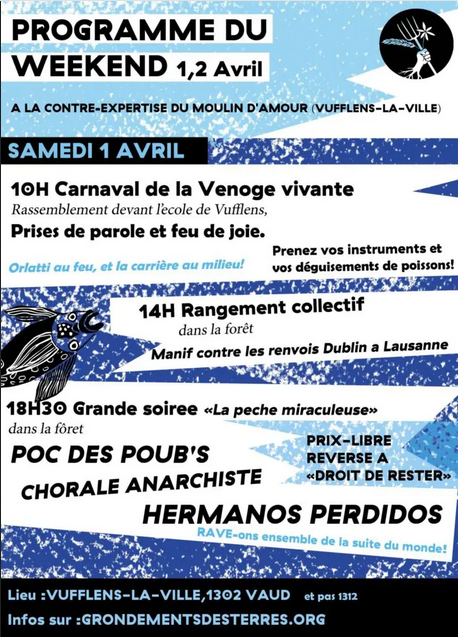 PROGRAMME DU
WEEKEND 1,2 Avril
A LA CONTRE-EXPERTISE DU MOULIN D'AMOUR (VUFFLENS-LA-VILLE)
SAMEDI 1 AVRIL
10H Carnaval de la Venoge vivante
Rassemblement devant l'ecole de Vufflens,
Prises de parole et feu de joie.
Prenez vos instruments et
vos déguisements de poissons!
Orlatti au feu, et la carrière au milieu!
14H Rangement collectif
dans la forêt
Manif contre les renvois Dublin a Lausanne
18H30 Grande soiree «La peche miraculeuse»
dans la fôret
POC DES POUB'S
CHORALE ANARCHISTE
HERMANOS PERDIDOS
PRIX-LIBRE
REVERSE A
«DROIT DE RESTER»
RAVE-ons ensemble de la suite du monde!
Lieu :VUFFLENS-LA-VILLE,1302 VAUD et pas 1312
Infos sur :GRONDEMENTSDESTERRES.ORG